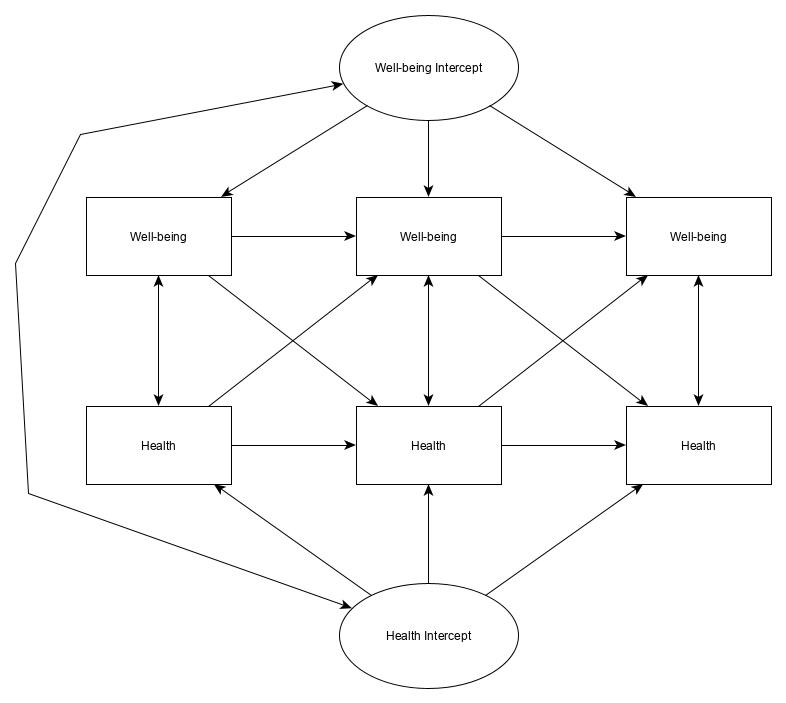 Well-being Intercept
Well-being
Well-being
Well-being
Health
Health
Health
Health Intercept